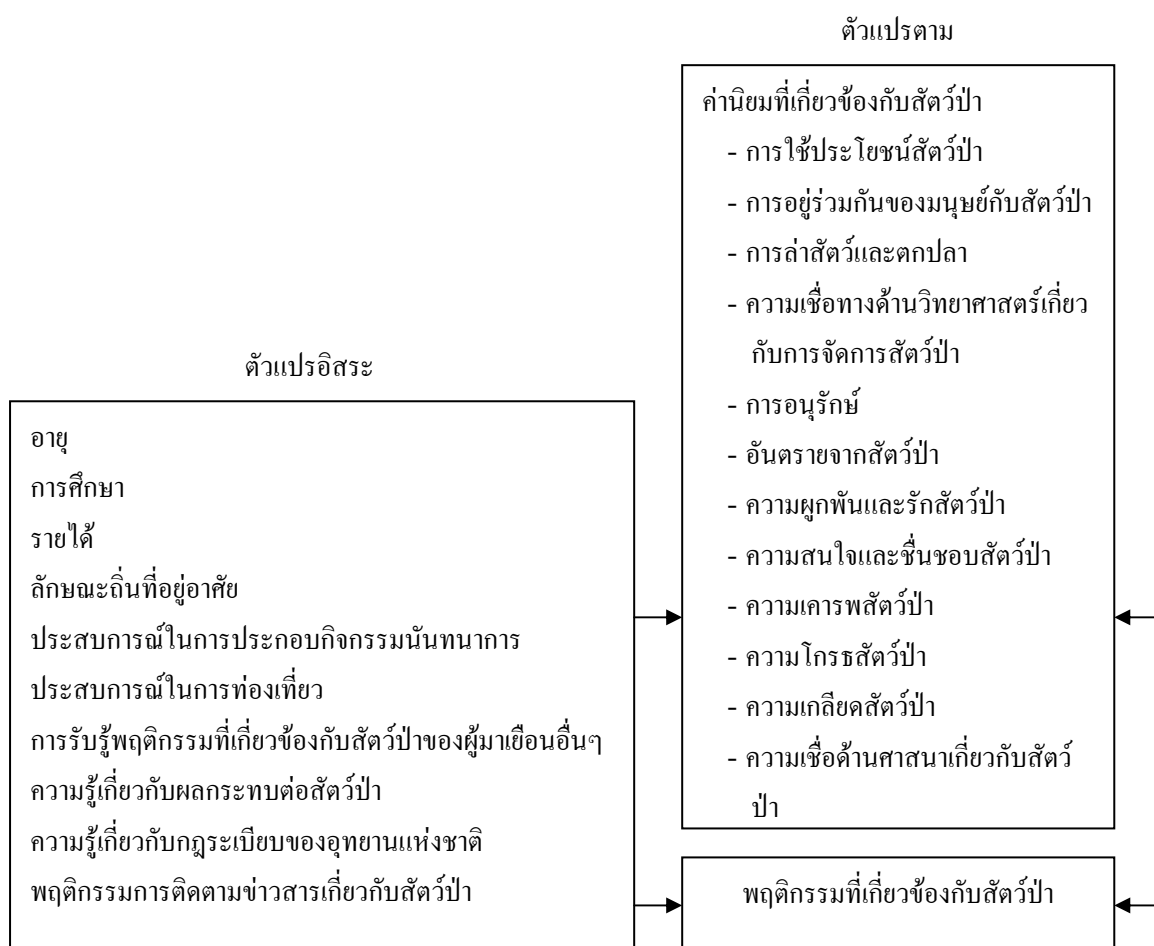 ตัวแปรตาม
ค่านิยมที่เกี่ยวข้องกับสัตว์ป่า
- การใช้ประโยชน์สัตว์ป่า
- การอยู่ร่วมกันของมนุษย์กับสัตว์ป่า
- การล่าสัตว์และตกปลา
- ความเชื่อทางด้านวิทยาศาสตร์เกี่ยว
กับการจัดการสัตว์ป่า
- การอนุรักษ์
- อันตรายจากสัตว์ป่า
- ความผูกพันและรักสัตว์ป่า
- ความสนใจและชื่นชอบสัตว์ป่า
- ความเคารพสัตว์ป่า
- ความโกรธสัตว์ป่า
- ความเกลียดสัตว์ป่า
- ความเชื่อด้านศาสนาเกี่ยวกับสัตว์
ป่า
ตัวแปรอิสระ
อายุ
การศึกษา
รายได้
ลักษณะถิ่นที่อยู่อาศัย
ประสบการณ์ในการประกอบกิจกรรมนันทนาการ
ประสบการณ์ในการท่องเที่ยว
การรับรู้พฤติกรรมที่เกี่ยวข้องกับสัตว์ป่าของผู้มาเยือนอื่นๆ
ความรู้เกี่ยวกับผลกระทบต่อสัตว์ป่า
ความรู้เกี่ยวกับกฎระเบียบของอุทยานแห่งชาติ
พฤติกรรมการติดตามข่าวสารเกี่ยวกับสัตว์ป่า
พฤติกรรมที่เกี่ยวข้องกับสัตว์ป่า